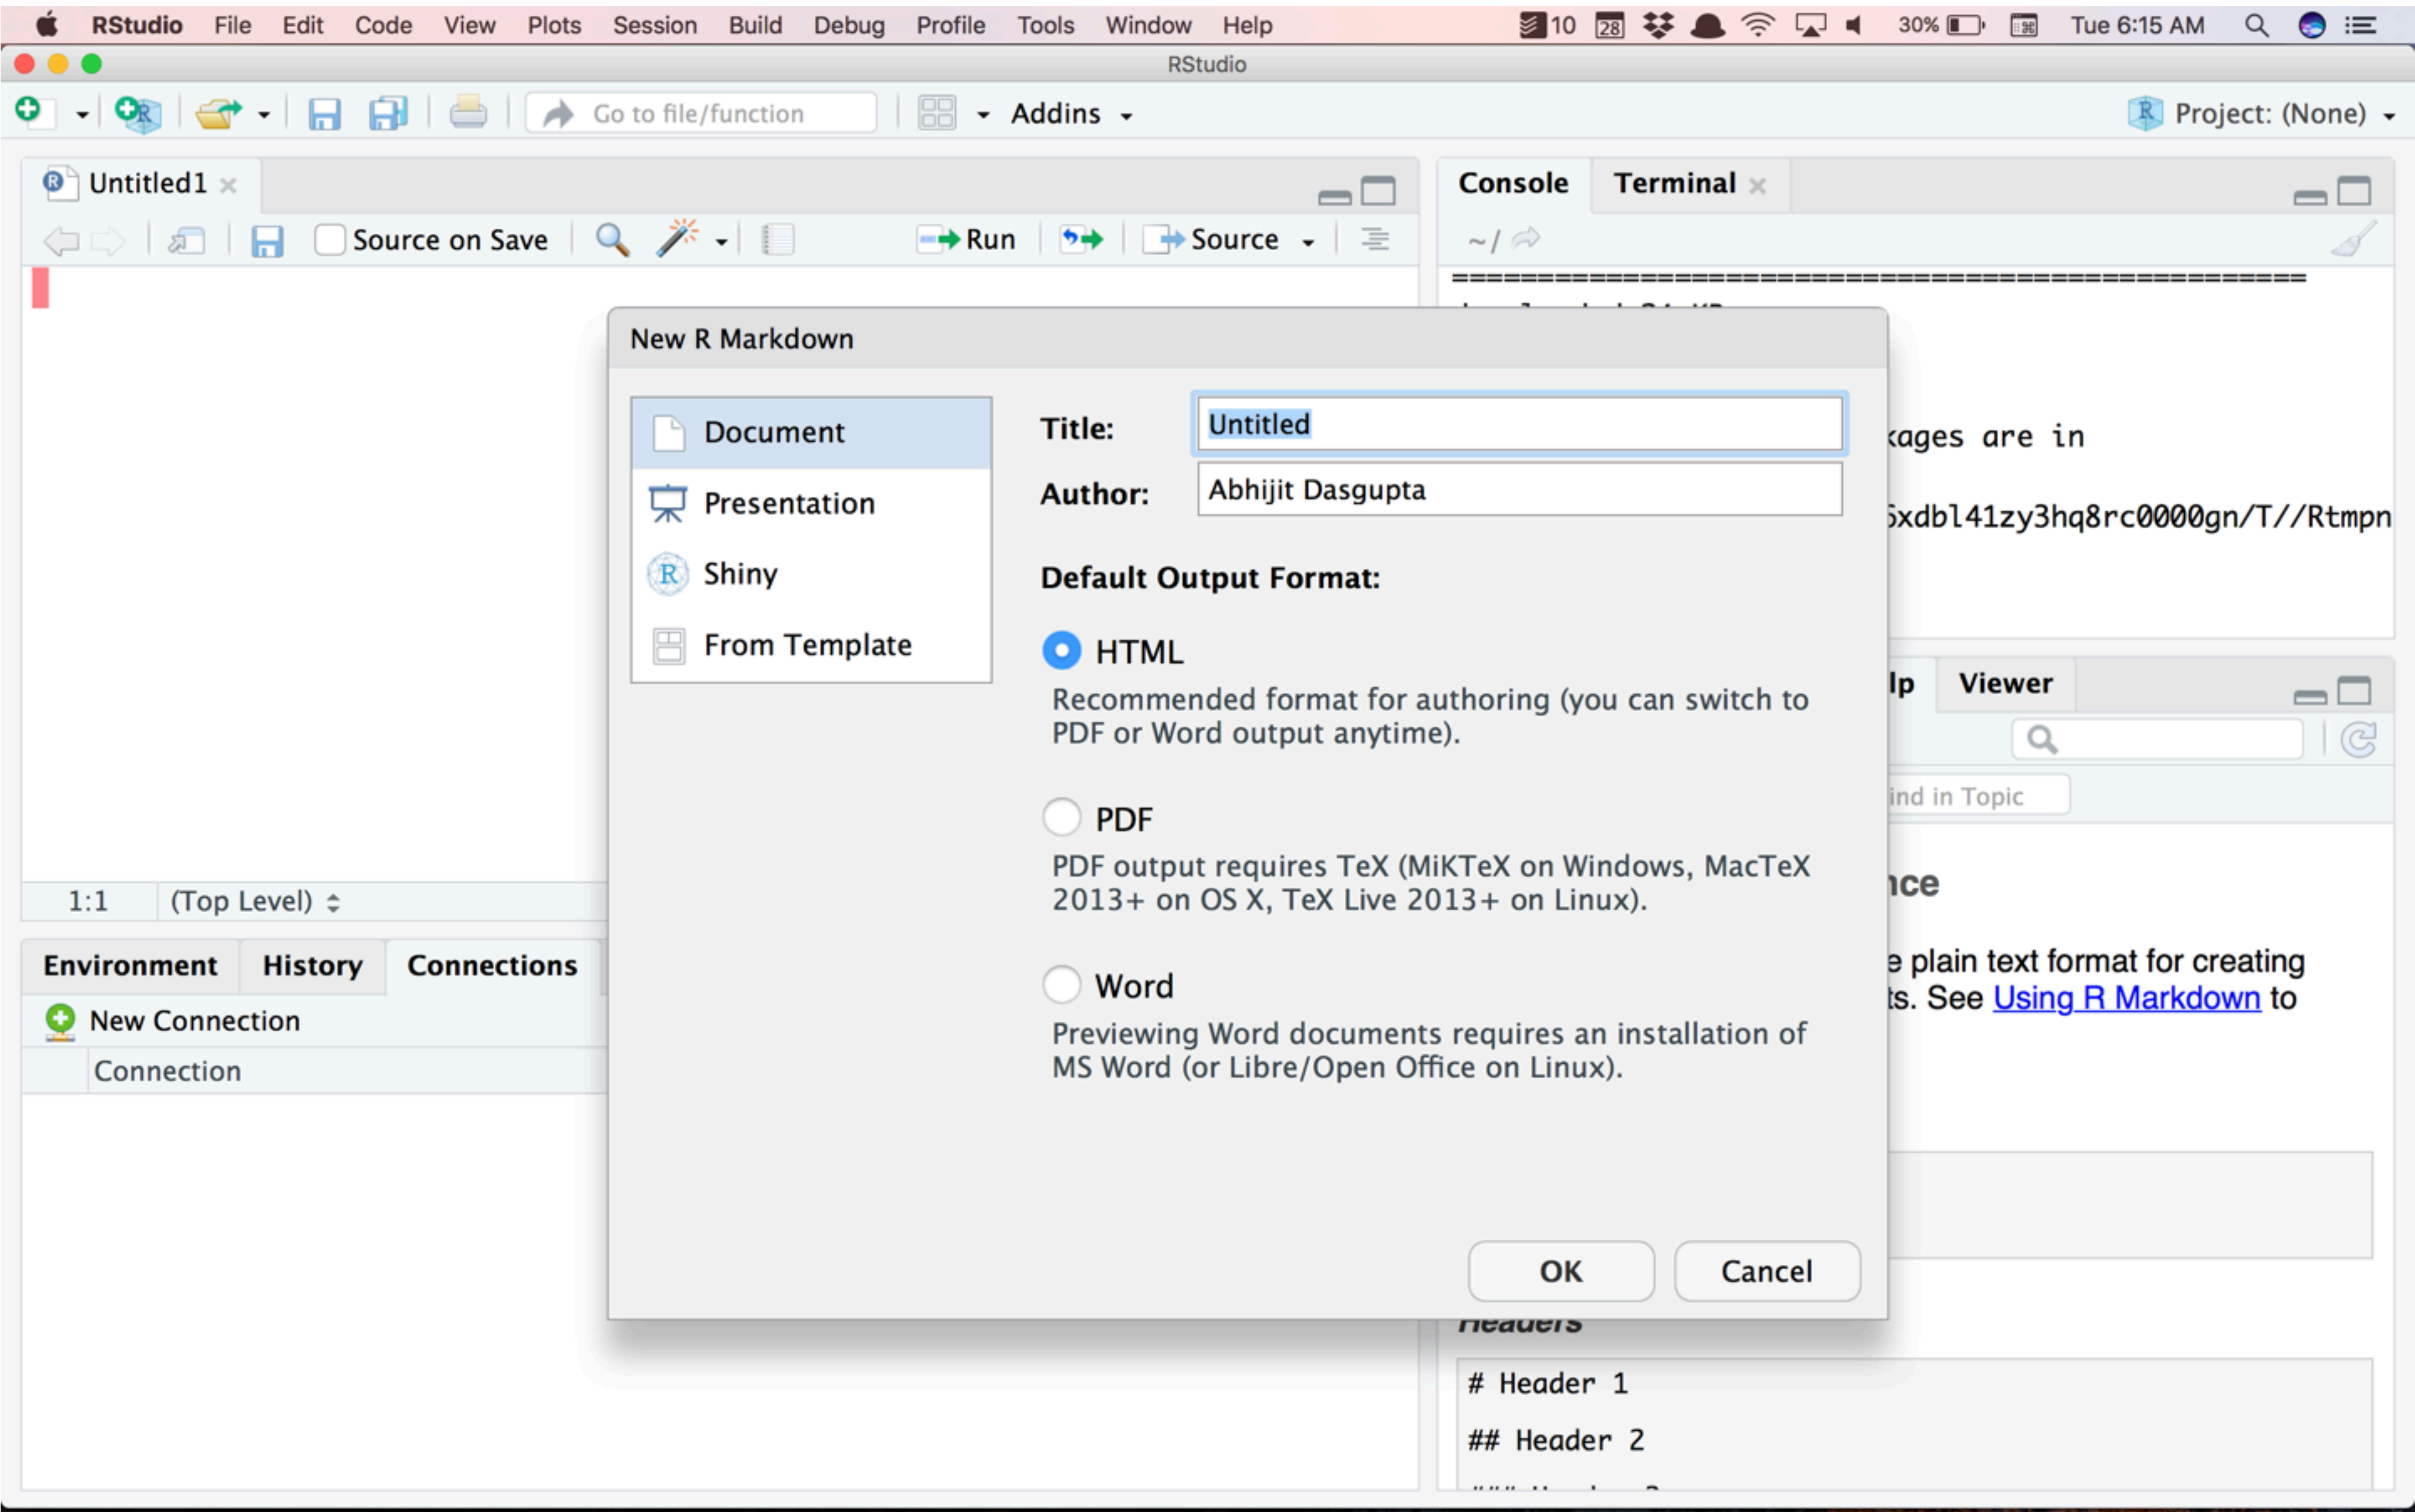 RStudio File Edit Code View Plots Session Build Debug Profile Tools Window Help 10 28 30% Tue 6:15 AM
RStudio
Go to file/function Addins Project: (None)
Untitled1
Source on Save Run Source
1:1 (Top Level)
Environment History Connections
New Connection
Connection
Console Terminal
~/
==================================================
New R Markdown
Document
Presentation
Shiny
From Template
Title: Untitled
Author: Abhijit Dasgupta
Default Output Format:
HTML
Recommended format for authoring (you can switch to
PDF or Word output anytime).
PDF
PDF output requires TeX (MiKTeX on Windows, MacTeX
2013+ on OS X, TeX Live 2013+ on Linux).
Word
Previewing Word documents requires an installation of
MS Word (or Libre/Open Office on Linux).
OK Cancel
kages are in
6xdbl41zy3hq8rc0000gn/T//Rtmpn
lp Viewer
ind in Topic
nce
e plain text format for creating
ts. See Using R Markdown to
Headers
# Header 1
## Header 2